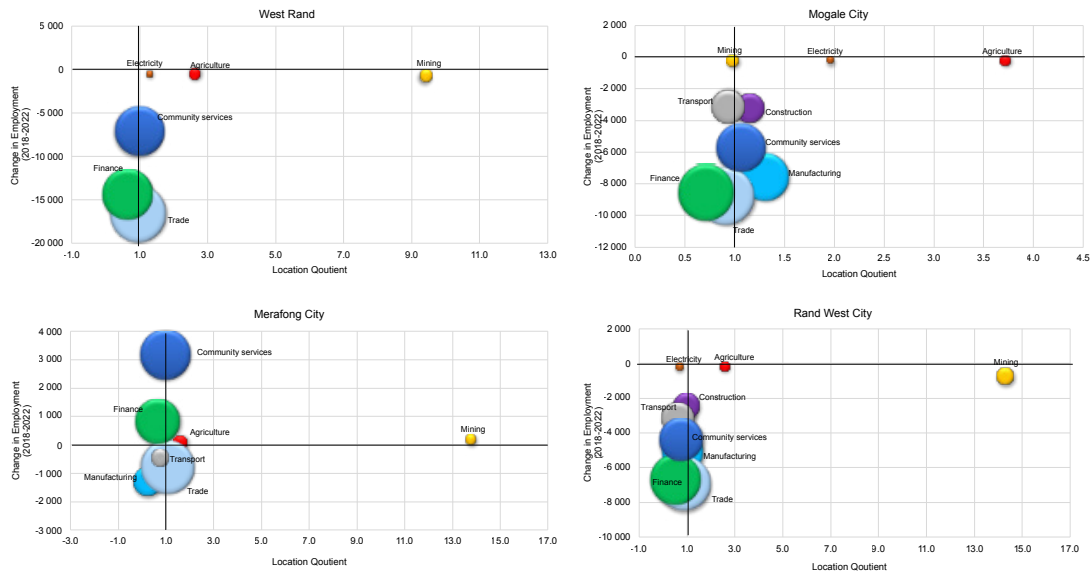 West Rand
5 000
0
-5 000
-10 000
-15 000
-20 000
Change in Employment
(2018-2022)
Electricity
Agriculture
Mining
Community services
Finance
Trade
-1.0 1.0 3.0 5.0 7.0 9.0 11.0 13.0
Location Qoutient
Mogale City
2 000
0
-2 000
-4 000
-6 000
-8 000
-10 000
-12 000
Change in Employment
(2018-2022)
Mining
Electricity
Agriculture
Transport
Construction
Community services
Manufacturing
Finance
Trade
0.0 0.5 1.0 1.5 2.0 2.5 3.0 3.5 4.0 4.5
Location Qoutient
Merafong City
4 000
3 000
2 000
1 000
0
-1 000
-2 000
-3 000
Change in Employment
(2018-2022)
Community services
Finance
Agriculture
Mining
Transport
Manufacturing
Trade
-3.0 -1.0 1.0 3.0 5.0 7.0 9.0 11.0 13.0 15.0 17.0
Location Qoutient
Rand West City
2 000
0
-2 000
-4 000
-6 000
-8 000
-10 000
Change in Employment
(2018-2022)
Electricity
Agriculture
Mining
Construction
Transport
Community services
Manufacturing
Finance
Trade
-1.0 1.0 3.0 5.0 7.0 9.0 11.0 13.0 15.0 17.0
Location Qoutient